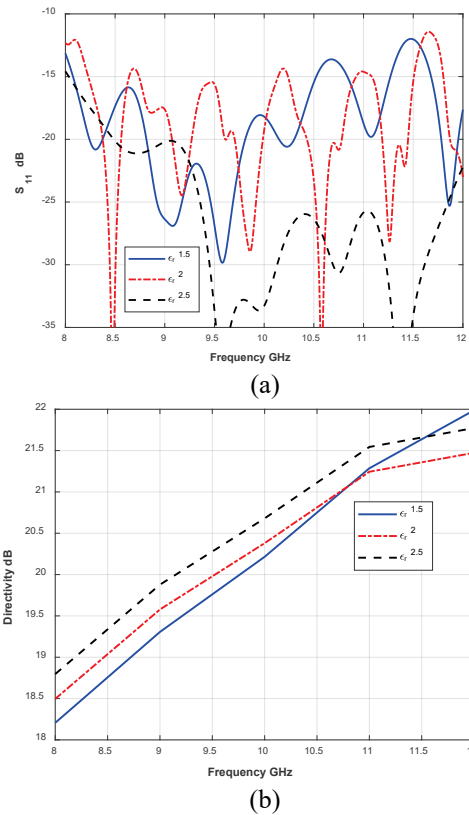 -10
-15
-20
-25
-30
-35
S 11 dB
ϵr 1.5
ϵr 2
ϵr 2.5
8 8.5 9 9.5 10 10.5 11 11.5 12
Frequency GHz
(a)
22
21.5
21
20.5
20
19.5
19
18.5
18
Directivity dB
ϵr 1.5
ϵr 2
ϵr 2.5
8 8.5 9 9.5 10 10.5 11 11.5
Frequency GHz
(b)